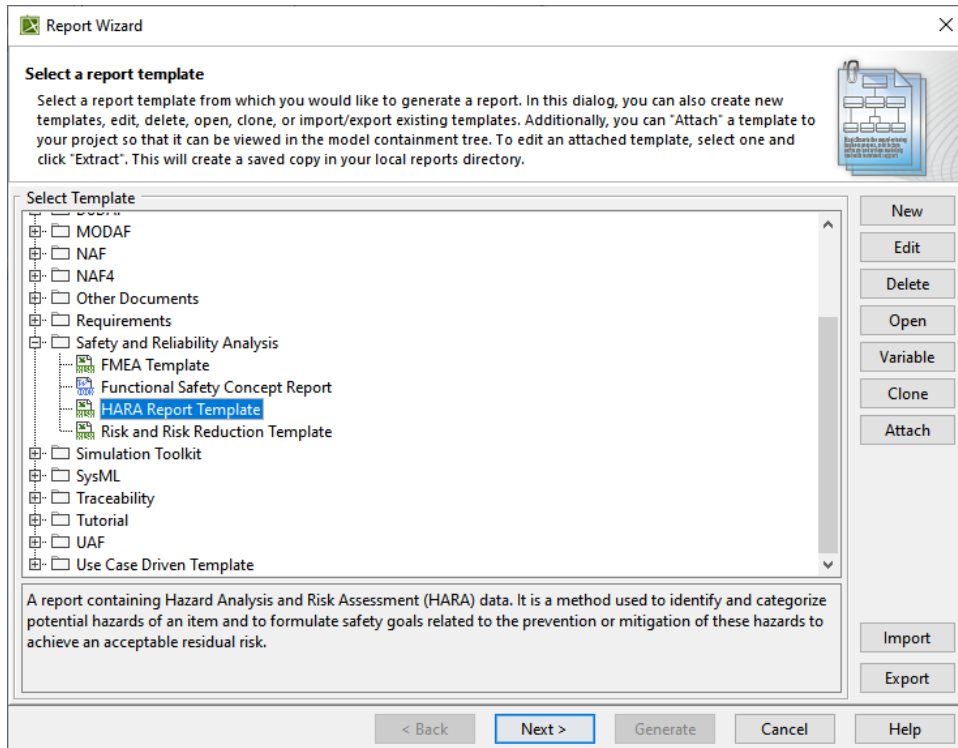 Report Wizard
Select a report template
Select a report template from which you would like to generate a report. In this dialog, you can also create new
templates, edit, delete, open, clone, or import/export existing templates. Additionally, you can "Attach" a template to
your project so that it can be viewed in the model containment tree. To edit an attached template, select one and
click "Extract". This will create a saved copy in your local reports directory.
Select Template
MODAF
NAF
NAF4
Other Documents
Requirements
Safety and Reliability Analysis
FMEA Template
Functional Safety Concept Report
HARA Report Template
Risk and Risk Reduction Template
Simulation Toolkit
SysML
Traceability
Tutorial
UAF
Use Case Driven Template
New
Edit
Delete
Open
Variable
Clone
Attach
A report containing Hazard Analysis and Risk Assessment (HARA) data. It is a method used to identify and categorize
potential hazards of an item and to formulate safety goals related to the prevention or mitigation of these hazards to
achieve an acceptable residual risk.
Import
Export
< Back
Next >
Generate
Cancel
Help